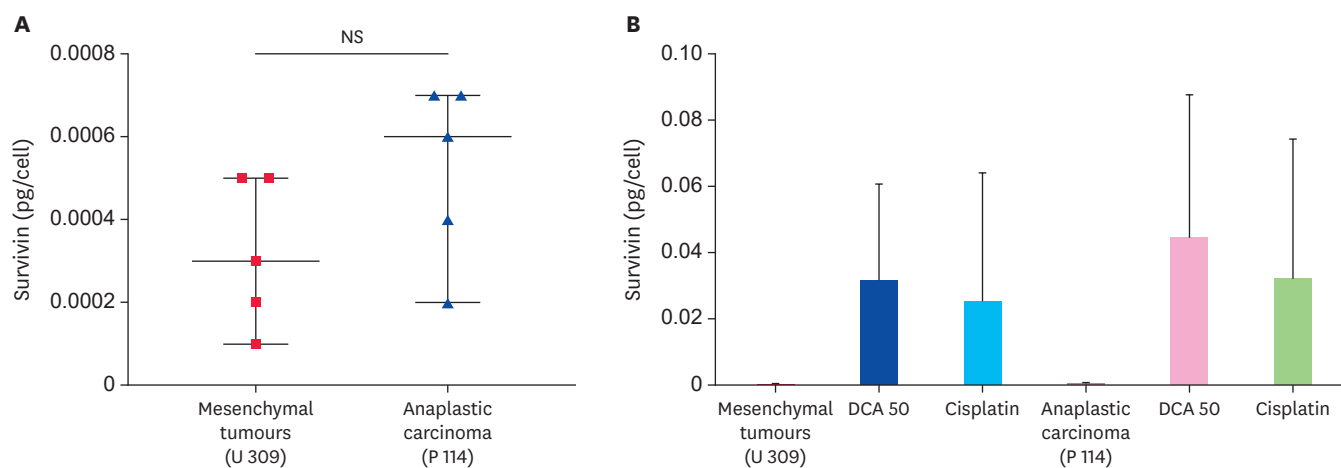 A
NS
0.0008
0.0006
0.0004
0.0002
0
Survivin (pg/cell)
Mesenchymal
tumours
(U 309)
Anaplastic
carcinoma
(P 114)
B
0.10
0.08
0.06
0.04
0.02
0
Survivin (pg/cell)
Mesenchymal
tumours
(U 309)
DCA 50
Cisplatin
Anaplastic
carcinoma
(P 114)
DCA 50
Cisplatin